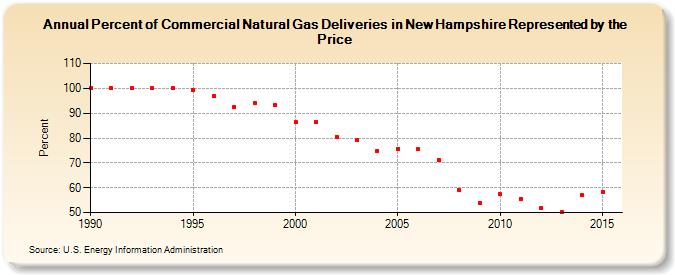 Annual Percent of Commercial Natural Gas Deliveries in New Hampshire Represented by the
Price
110
100
90
80
70
60
50
Percent
1990 1995 2000 2005 2010 2015
Source: U.S. Energy Information Administration